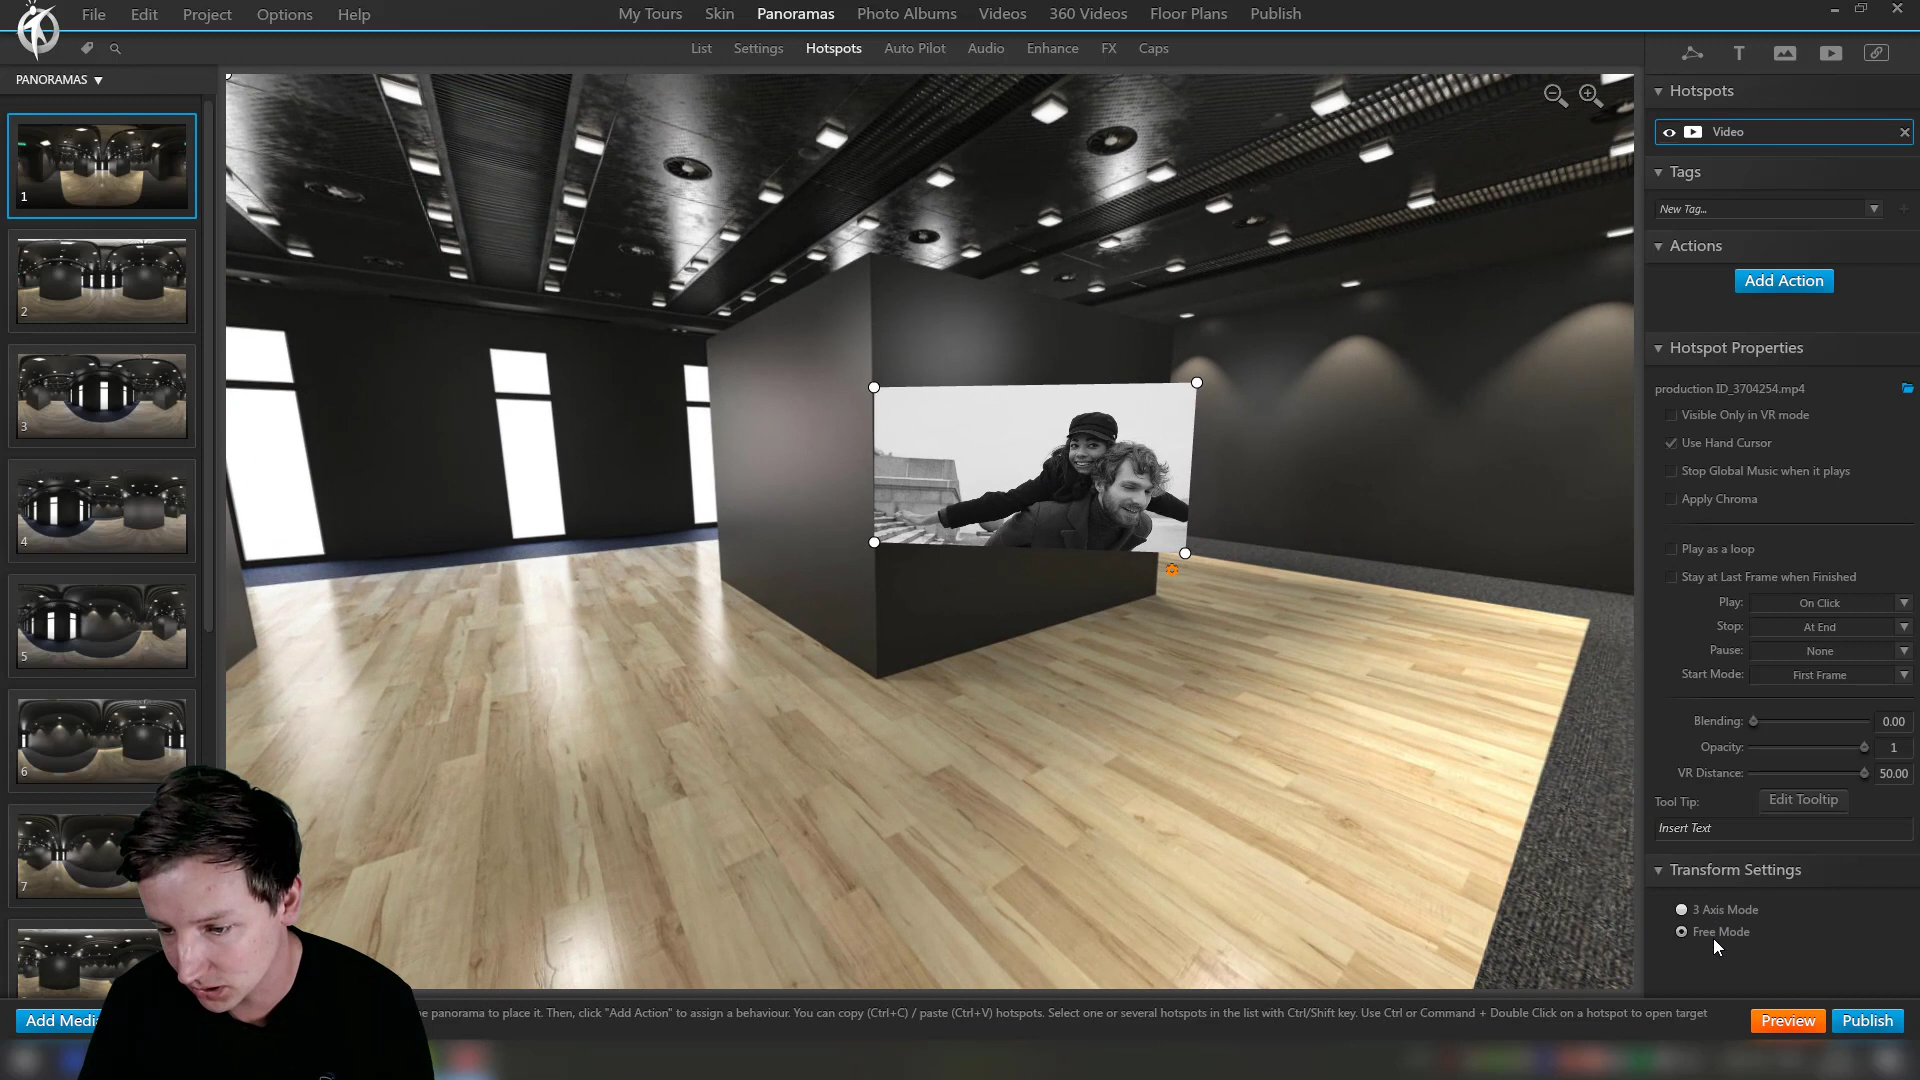 File Edit Project Options Help My Tours Skin Panoramas Photo Albums Videos 360 Videos Floor Plans Publish
List Settings Hotspots Auto Pilot Audio Enhance FX Caps
PANORAMAS
1
2
3
4
5
6
7
T
Hotspots
Video
Tags
New Tag...
Actions
Add Action
Hotspot Properties
production ID_3704254.mp4
Visible Only in VR mode
Use Hand Cursor
Stop Global Music when it plays
Apply Chroma
Play as a loop
Stay at Last Frame when Finished
Play: On Click
Stop: At End
Pause: None
Start Mode: First Frame
Blending: 0.00
Opacity: 1
VR Distance: 50.00
Tool Tip: Edit Tooltip
Insert Text
Transform Settings
3 Axis Mode
Free Mode
panorama to place it. Then, click "Add Action" to assign a behaviour. You can copy (Ctrl+C) / paste (Ctrl+V) hotspots. Select one or several hotspots in the list with Ctrl/Shift key. Use Ctrl or Command + Double Click on a hotspot to open target
Add Media Preview Publish